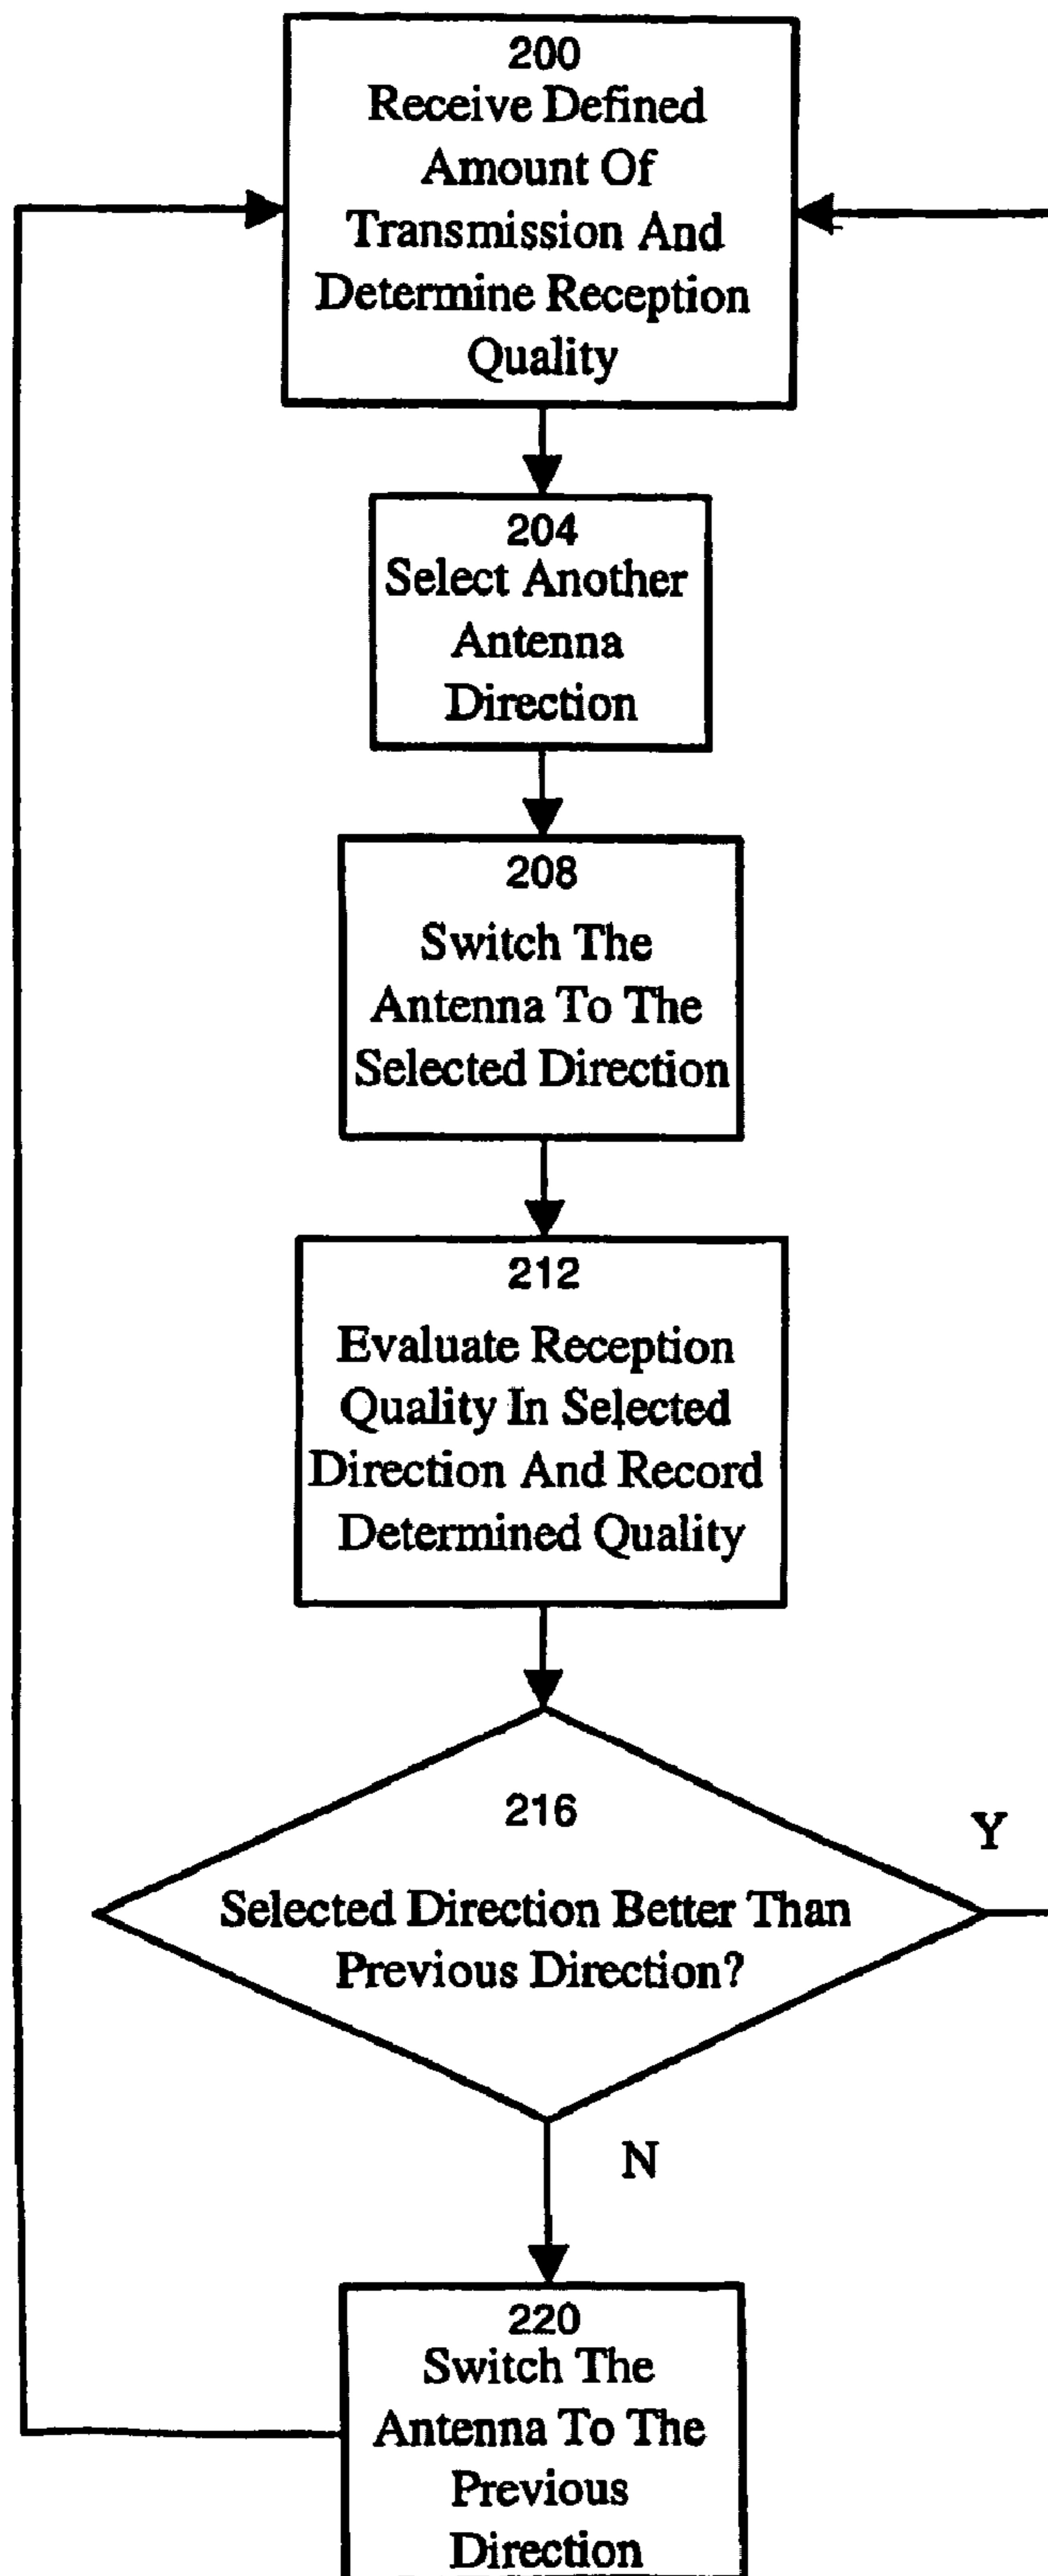 200
Receive Defined
Amount Of
Transmission And
Determine Reception
Quality
204
Select Another
Antenna
Direction
208
Switch The
Antenna To The
Selected Direction
212
Evaluate Reception
Quality In Selected
Direction And Record
Determined Quality
216
Y
Selected Direction Better Than
Previous Direction?
N
220
Switch The
Antenna To The
Previous
Direction